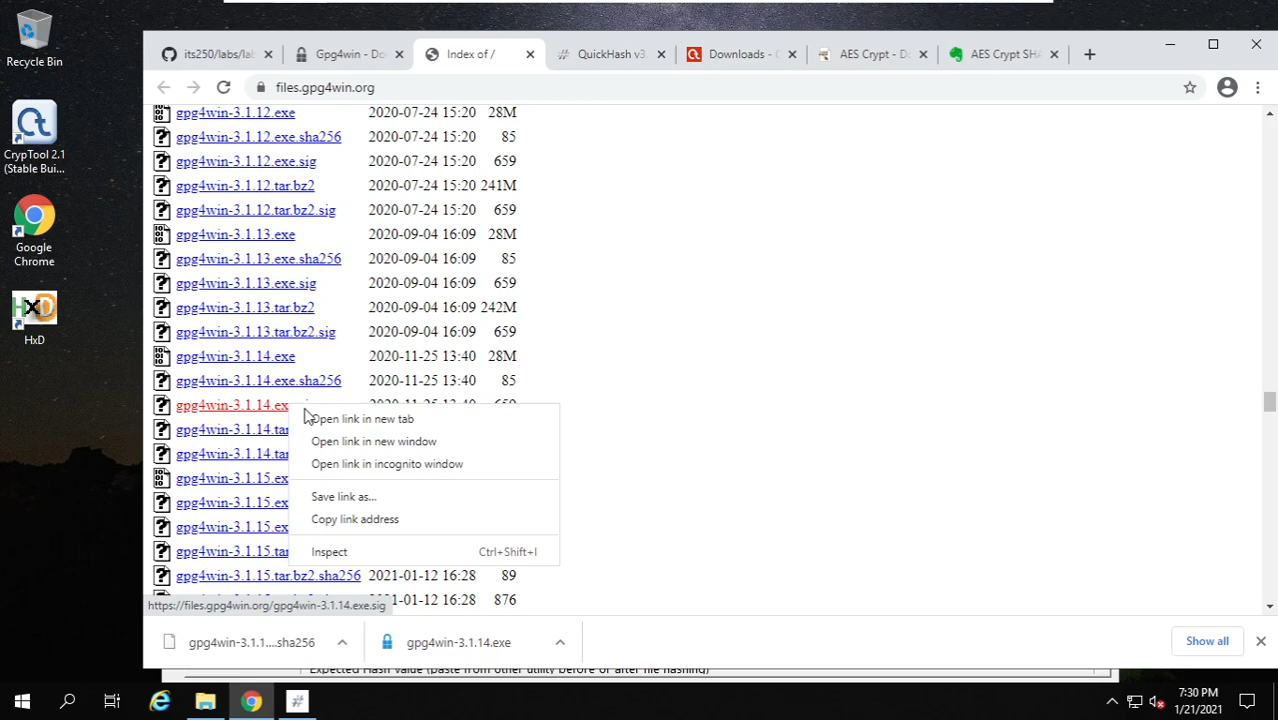 Recycle Bin
CrypTool 2.1
(Stable Bui...
Google
Chrome
HxD
its250/labs/lab
Gpg4win - Do
Index of /
QuickHash v3.
Downloads - C
AES Crypt - D
AES Crypt SHA
files.gpg4win.org
gpg4win-3.1.12.exe 2020-07-24 15:20 28M
gpg4win-3.1.12.exe.sha256 2020-07-24 15:20 85
gpg4win-3.1.12.exe.sig 2020-07-24 15:20 659
gpg4win-3.1.12.tar.bz2 2020-07-24 15:20 241M
gpg4win-3.1.12.tar.bz2.sig 2020-07-24 15:20 659
gpg4win-3.1.13.exe 2020-09-04 16:09 28M
gpg4win-3.1.13.exe.sha256 2020-09-04 16:09 85
gpg4win-3.1.13.exe.sig 2020-09-04 16:09 659
gpg4win-3.1.13.tar.bz2 2020-09-04 16:09 242M
gpg4win-3.1.13.tar.bz2.sig 2020-09-04 16:09 659
gpg4win-3.1.14.exe 2020-11-25 13:40 28M
gpg4win-3.1.14.exe.sha256 2020-11-25 13:40 85
gpg4win-3.1.14.ex 2020-11-25 13:40 659
gpg4win-3.1.14.tar
gpg4win-3.1.14.tar
gpg4win-3.1.15.ex
gpg4win-3.1.15.ex
gpg4win-3.1.15.ex
gpg4win-3.1.15.tar
gpg4win-3.1.15.tar.bz2.sha256 2021-01-12 16:28 89
-01-12 16:28 876
Open link in new tab
Open link in new window
Open link in incognito window
Save link as...
Copy link address
Inspect Ctrl+Shift+I
https://files.gpg4win.org/gpg4win-3.1.14.exe.sig
gpg4win-3.1.1....sha256
gpg4win-3.1.14.exe
Show all
Expected Hash Value (paste from other utility before or after file hashing)
7:30 PM
1/21/2021